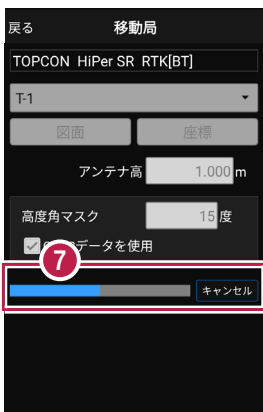 戻る 移動局
TOPCON HiPer SR RTK[BT]
T-1
図面 座標
アンテナ高 1.000 m
高度角マスク 15 度
データを使用
7
キャンセル